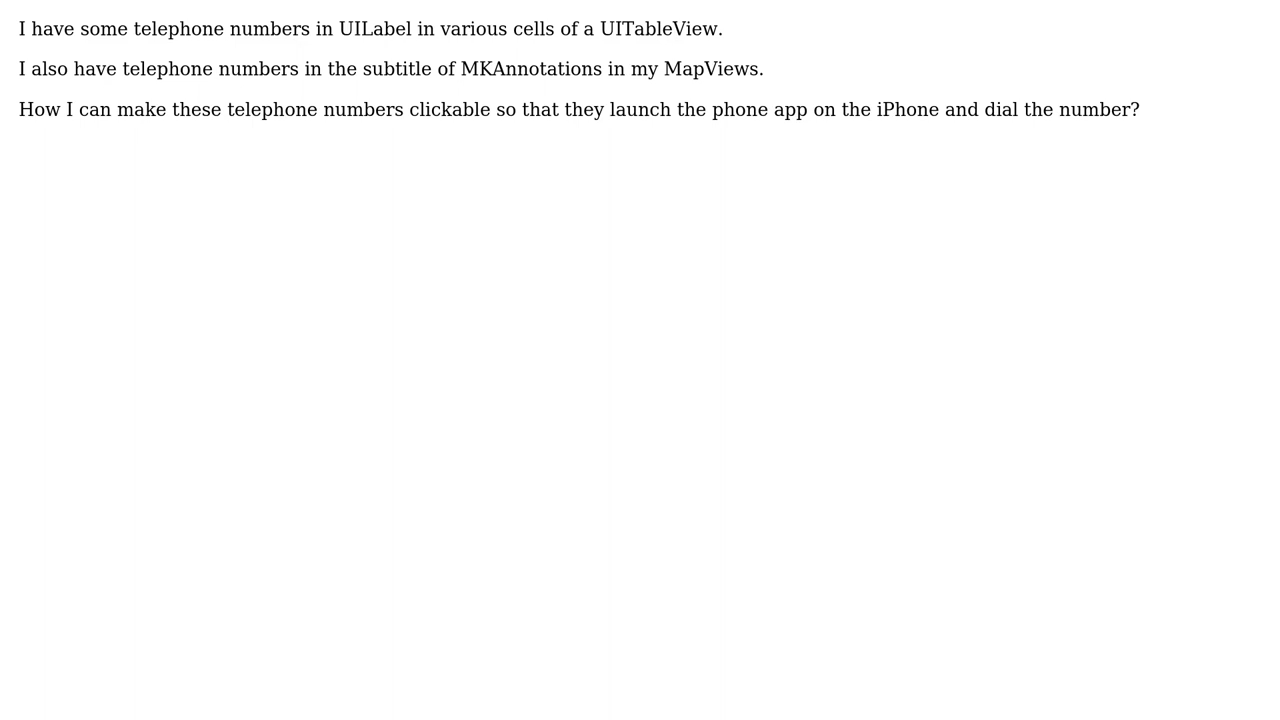 I have some telephone numbers in UILabel in various cells of a UITableView.
I also have telephone numbers in the subtitle of MKAnnotations in my MapViews.
How I can make these telephone numbers clickable so that they launch the phone app on the iPhone and dial the number?